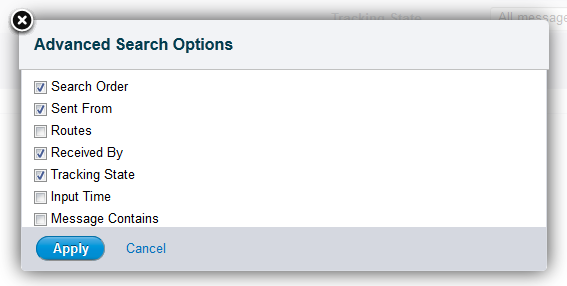 Tracking State All message
Advanced Search Options
Search Order
Sent From
Routes
Received By
Tracking State
Input Time
Message Contains
Apply Cancel